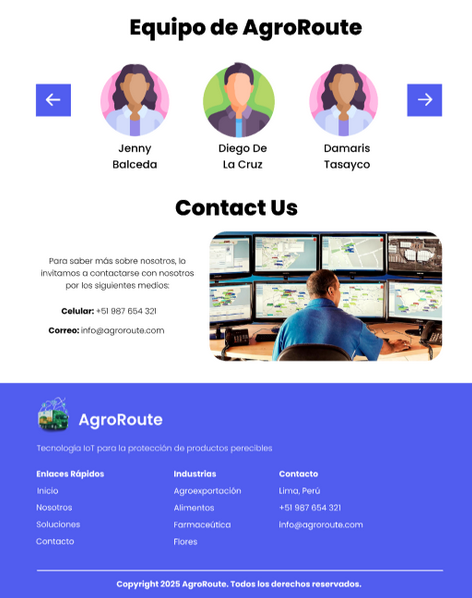 Equipo de AgroRoute
Jenny
Balceda
Diego De
La Cruz
Damaris
Tasayco
Contact Us
Para saber más sobre nosotros, lo
invitamos a contactarse con nosotros
por los siguientes medios:
Celular: +51 987 654 321
Correo: info@agroroute.com
AgroRoute
Tecnología IoT para la protección de productos perecibles
Enlaces Rápidos
Inicio
Nosotros
Soluciones
Contacto
Industrias
Agroexportación
Alimentos
Farmaceútica
Flores
Contacto
Lima, Perú
+51 987 654 321
info@agroroute.com
Copyright 2025 AgroRoute. Todos los derechos reservados.